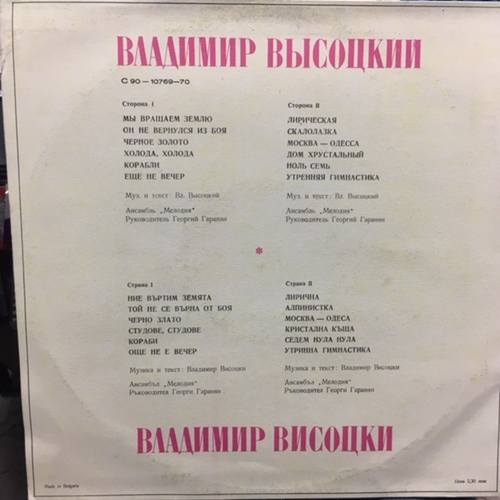 ВЛАДИМИР ВЫСОЦКИЙ
С 90—10769—70
Сторона I
МЫ ВРАЩАЕМ ЗЕМЛЮ
ОН НЕ ВЕРНУЛСЯ ИЗ БОЯ
ЧЕРНОЕ ЗОЛОТО
ХОЛОДА, ХОЛОДА
КОРАБЛИ
ЕЩЕ НЕ ВЕЧЕР
Муз. и текст: Вл. Высоцкий
Ансамбль „Мелодия"
Руководитель Георгий Гаранян
Сторона II
ЛИРИЧЕСКАЯ
СКАЛОЛАЗКА
МОСКВА—ОДЕССА
ДОМ ХРУСТАЛЬНЫЙ
НОЛЬ СЕМЬ
УТРЕННЯЯ ГИМНАСТИКА
Муз. и текст: Вл. Высоцкий
Ансамбль „Мелодия"
Руководитель Георгий Гаранян
*
Страна I
НИЕ ВЪРТИМ ЗЕМЯТА
ТОЙ НЕ СЕ ВЪРНА ОТ БОЯ
ЧЕРНО ЗЛАТО
СТУДОВЕ, СТУДОВЕ
КОРАБИ
ОЩЕ НЕ Е ВЕЧЕР
Музика и текст: Владимир Висоцки
Ансамбъл „Мелодия"
Ръководител Георги Гаранян
Страна II
ЛИРИЧНА
АЛПИНИСТКА
МОСКВА—ОДЕСА
КРИСТАЛНА КЪЩА
СЕДЕМ НУЛА НУЛА
УТРИННА ГИМНАСТИКА
Музика и текст: Владимир Висоцки
Ансамбъл „Мелодия"
Ръководител Георги Гаранян
ВЛАДИМИР ВИСОЦКИ
Made in Bulgaria
Цена 5,30 лева